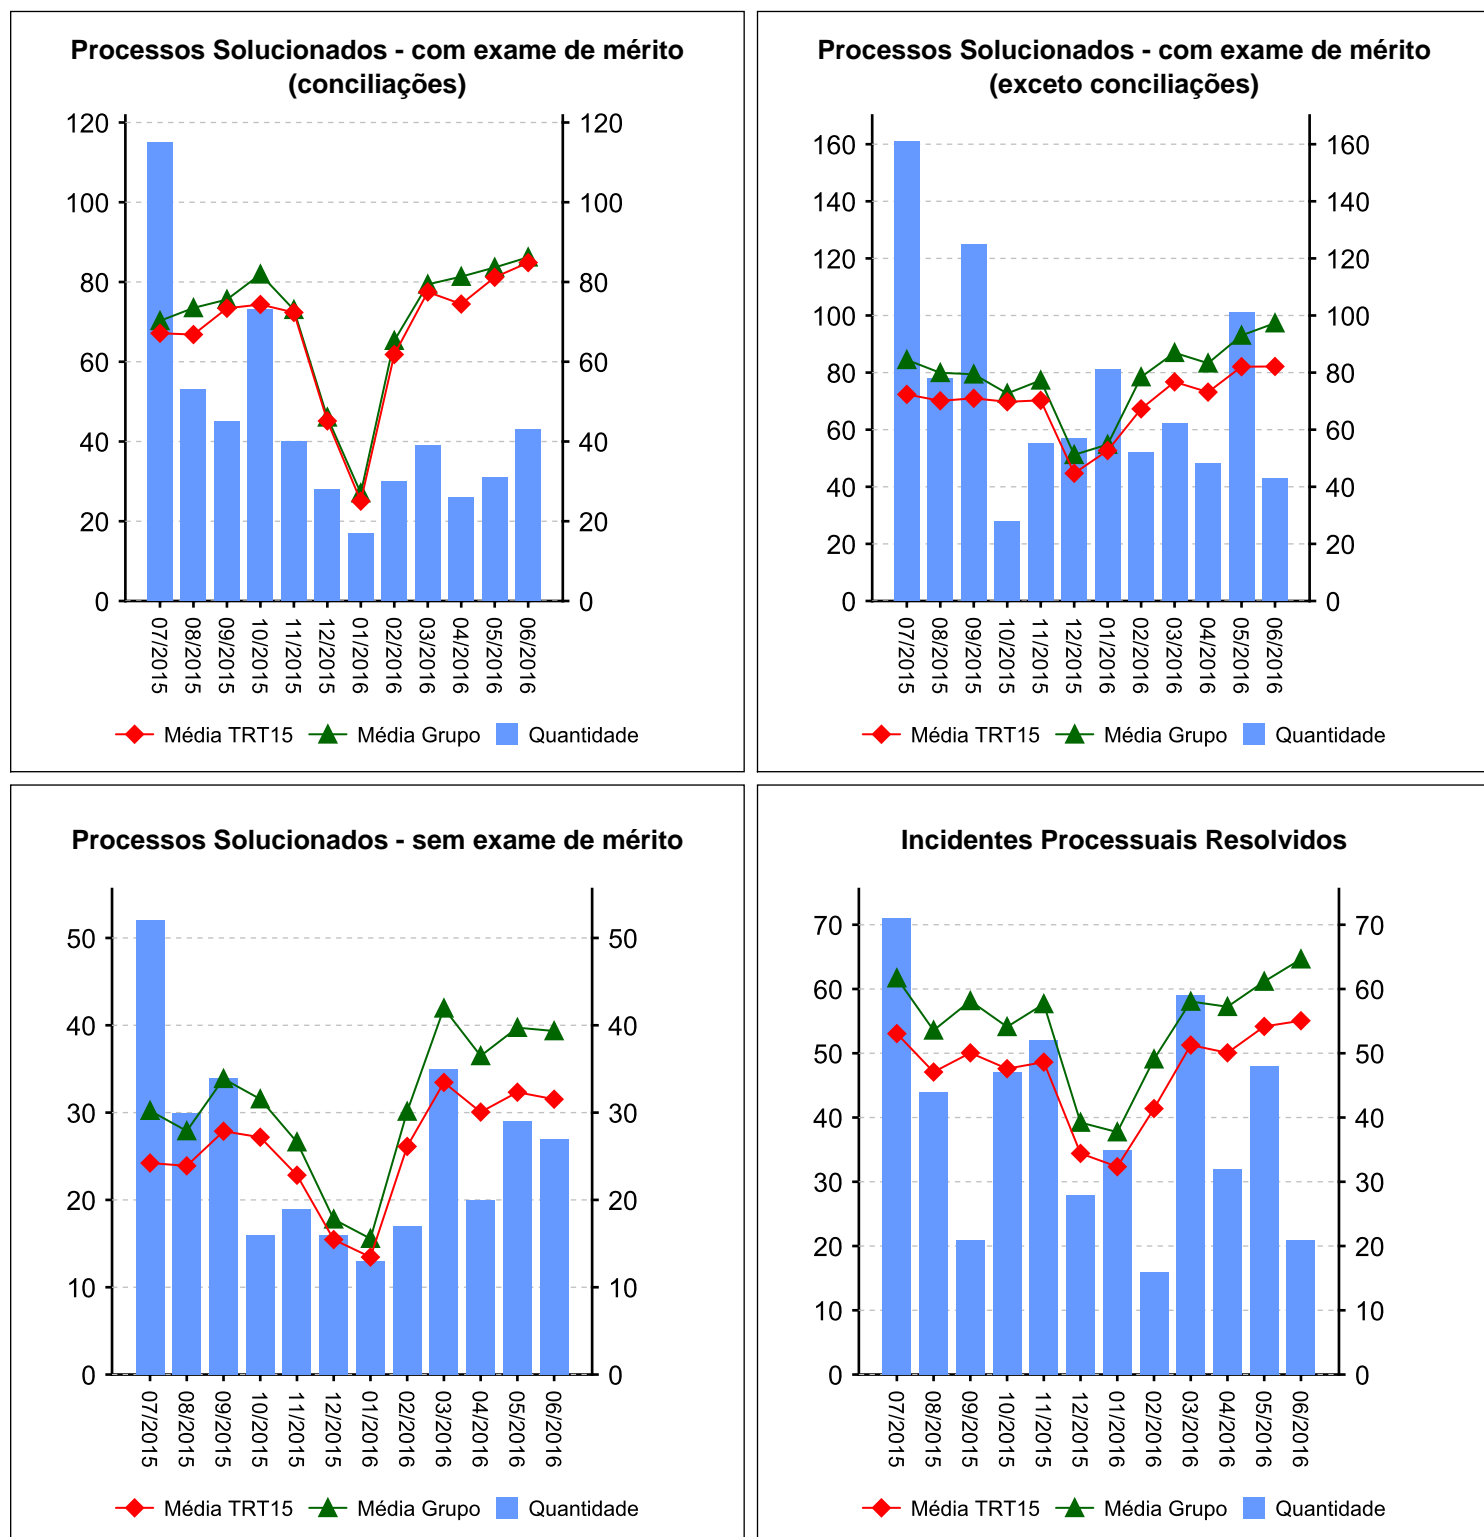 Processos Solucionados - com exame de mérito
(conciliações)
120 120
100 100
80 80
60 60
40 40
20 20
0 0
07/2015 08/2015 09/2015 10/2015 11/2015 12/2015 01/2016 02/2016 03/2016 04/2016 05/2016 06/2016
Média TRT15 Média Grupo Quantidade
Processos Solucionados - com exame de mérito
(exceto conciliações)
160 160
140 140
120 120
100 100
80 80
60 60
40 40
20 20
0 0
07/2015 08/2015 09/2015 10/2015 11/2015 12/2015 01/2016 02/2016 03/2016 04/2016 05/2016 06/2016
Média TRT15 Média Grupo Quantidade
Processos Solucionados - sem exame de mérito
50 50
40 40
30 30
20 20
10 10
0 0
07/2015 08/2015 09/2015 10/2015 11/2015 12/2015 01/2016 02/2016 03/2016 04/2016 05/2016 06/2016
Média TRT15 Média Grupo Quantidade
Incidentes Processuais Resolvidos
70 70
60 60
50 50
40 40
30 30
20 20
10 10
0 0
07/2015 08/2015 09/2015 10/2015 11/2015 12/2015 01/2016 02/2016 03/2016 04/2016 05/2016 06/2016
Média TRT15 Média Grupo Quantidade